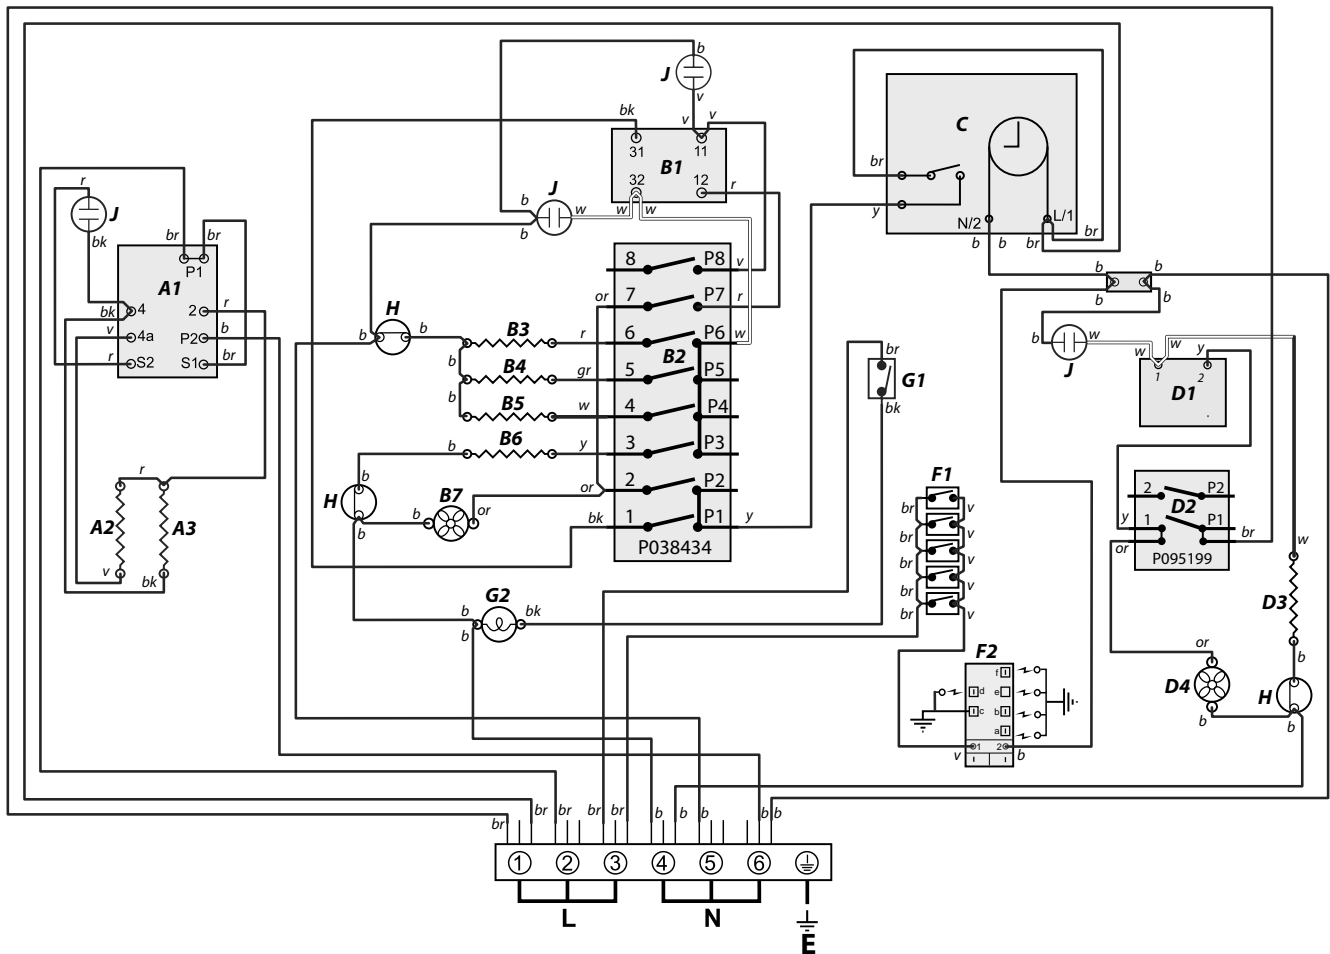 b
J
v
bk
v
v
31
11
B1
32
12
r
C
br
y
N/2
L/1
b
b
br
br
r
J
bk
br
br
P1
A1
bk
4
2
r
v
4a
P2
b
r
S2
S1
br
b
J
w
w
w
b
8
P8
v
or
7
P7
r
H
b
b
B3
r
6
P6
w
B2
b
B4
gr
5
P5
b
B5
w
4
P4
b
B6
y
3
P3
b
H
B7
or
2
P2
b
or
b
bk
1
P1
y
P038434
br
G1
bk
b
b
b
b
b
J
w
w
w
y
1
2
D1
r
A2
A3
v
bk
F1
br
v
br
v
br
v
br
v
br
v
2
P2
D2
y
1
P1
or
br
P095199
w
D3
b
G2
bk
b
F2
f
d
e
c
b
a
1
2
v
b
or
D4
b
H
b
b
br
br
br
br
br
b
b
b
b
b
1
2
3
4
5
6
L
N
E